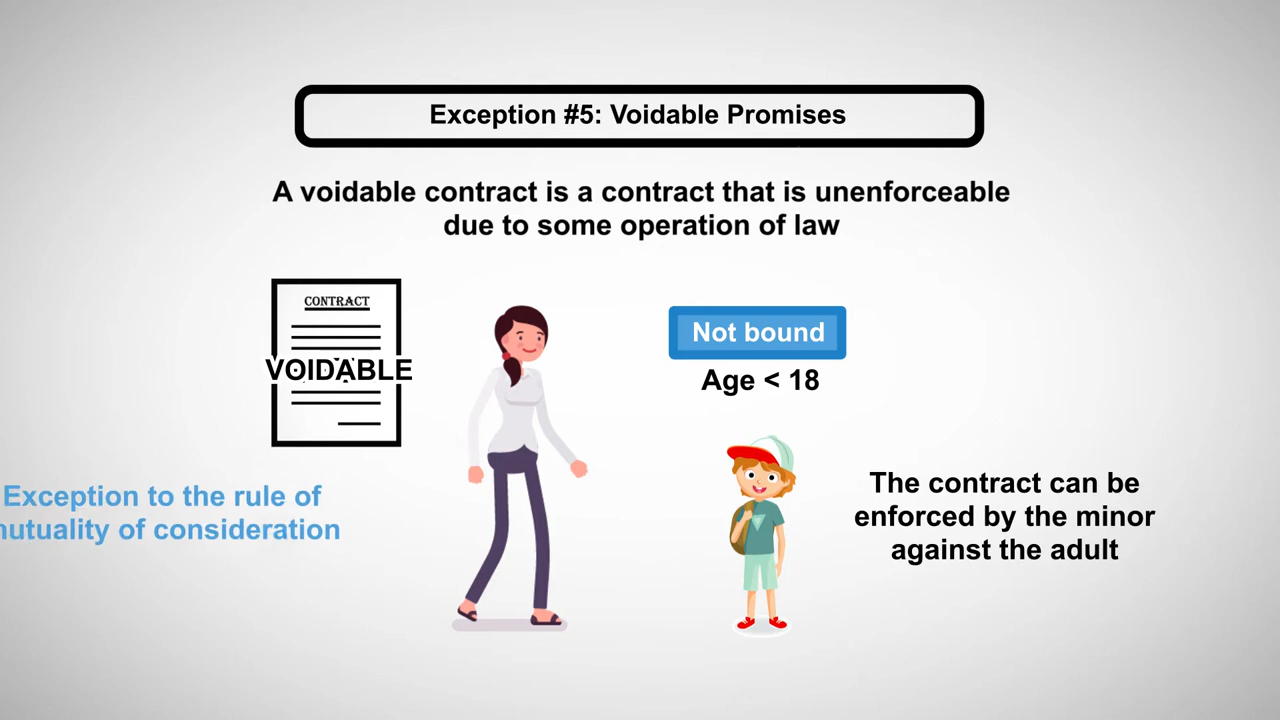 Exception #5: Voidable Promises
A voidable contract is a contract that is unenforceable
due to some operation of law
CONTRACT
VOIDABLE
Not bound
Age < 18
Exception to the rule of
mutuality of consideration
The contract can be
enforced by the minor
against the adult